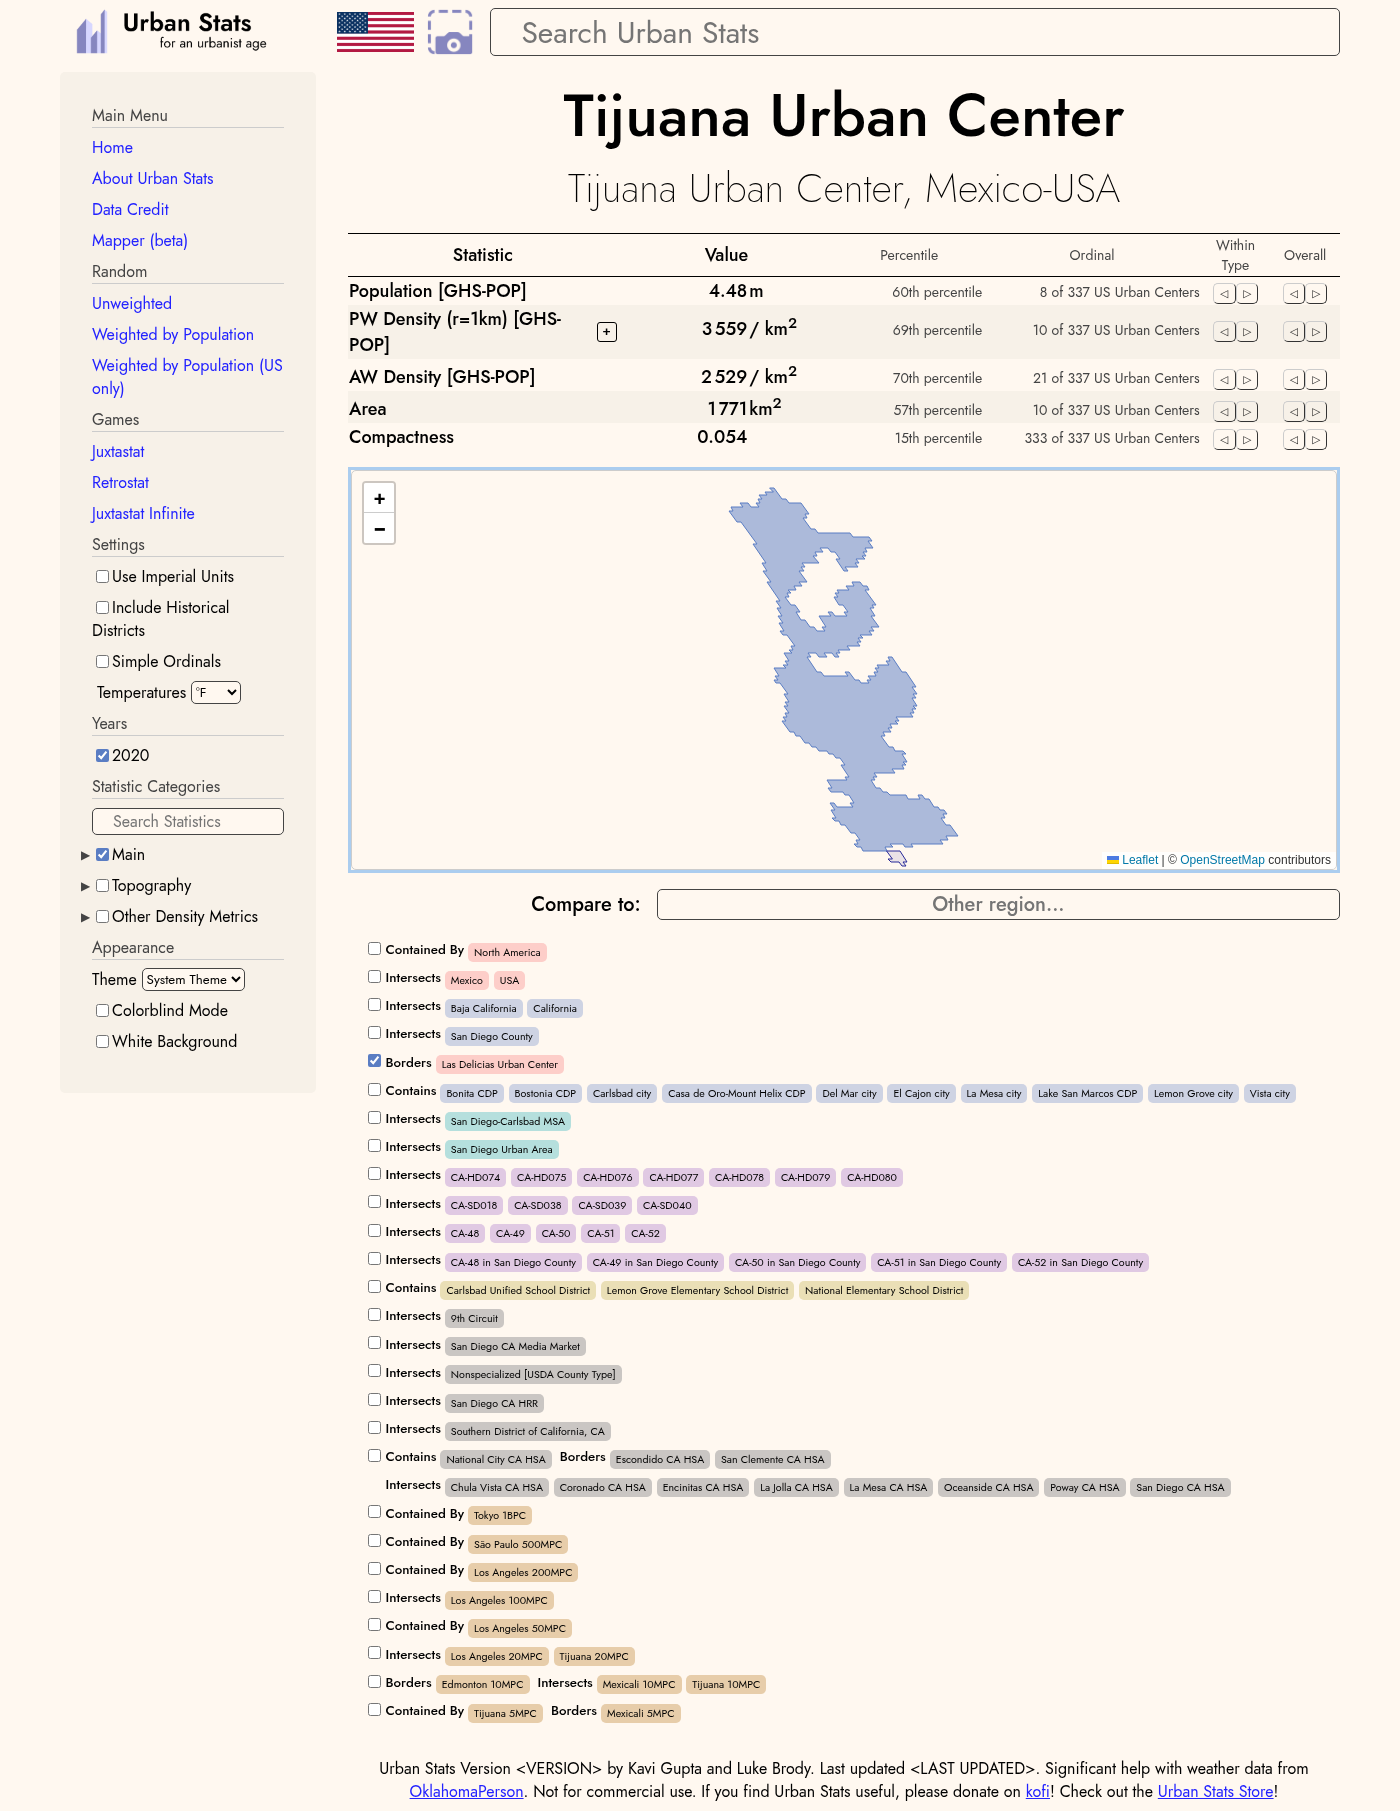 Urban Stats
for an urbanist age
Search Urban Stats
Main Menu
Home
About Urban Stats
Data Credit
Mapper (beta)
Random
Unweighted
Weighted by Population
Weighted by Population (US
only)
Games
Juxtastat
Retrostat
Juxtastat Infinite
Settings
Use Imperial Units
Include Historical
Districts
Simple Ordinals
Temperatures °F
Years
2020
Statistic Categories
Search Statistics
Main
Topography
Other Density Metrics
Appearance
Theme System Theme
Colorblind Mode
White Background
Tijuana Urban Center
Tijuana Urban Center, Mexico-USA
Statistic Value Percentile Ordinal Within Type Overall
Population [GHS-POP] 4.48 m 60th percentile 8 of 337 US Urban Centers
PW Density (r=1km) [GHS-POP] + 3 559 / km2 69th percentile 10 of 337 US Urban Centers
AW Density [GHS-POP] 2 529 / km2 70th percentile 21 of 337 US Urban Centers
Area 1 771 km2 57th percentile 10 of 337 US Urban Centers
Compactness 0.054 15th percentile 333 of 337 US Urban Centers
+
−
Leaflet | © OpenStreetMap contributors
Compare to: Other region...
Contained By North America
Intersects Mexico USA
Intersects Baja California California
Intersects San Diego County
Borders Las Delicias Urban Center
Contains Bonita CDP Bostonia CDP Carlsbad city Casa de Oro-Mount Helix CDP Del Mar city El Cajon city La Mesa city Lake San Marcos CDP Lemon Grove city Vista city
Intersects San Diego-Carlsbad MSA
Intersects San Diego Urban Area
Intersects CA-HD074 CA-HD075 CA-HD076 CA-HD077 CA-HD078 CA-HD079 CA-HD080
Intersects CA-SD018 CA-SD038 CA-SD039 CA-SD040
Intersects CA-48 CA-49 CA-50 CA-51 CA-52
Intersects CA-48 in San Diego County CA-49 in San Diego County CA-50 in San Diego County CA-51 in San Diego County CA-52 in San Diego County
Contains Carlsbad Unified School District Lemon Grove Elementary School District National Elementary School District
Intersects 9th Circuit
Intersects San Diego CA Media Market
Intersects Nonspecialized [USDA County Type]
Intersects San Diego CA HRR
Intersects Southern District of California, CA
Contains National City CA HSA Borders Escondido CA HSA San Clemente CA HSA
Intersects Chula Vista CA HSA Coronado CA HSA Encinitas CA HSA La Jolla CA HSA La Mesa CA HSA Oceanside CA HSA Poway CA HSA San Diego CA HSA
Contained By Tokyo 1BPC
Contained By São Paulo 500MPC
Contained By Los Angeles 200MPC
Intersects Los Angeles 100MPC
Contained By Los Angeles 50MPC
Intersects Los Angeles 20MPC Tijuana 20MPC
Borders Edmonton 10MPC Intersects Mexicali 10MPC Tijuana 10MPC
Contained By Tijuana 5MPC Borders Mexicali 5MPC
Urban Stats Version <VERSION> by Kavi Gupta and Luke Brody. Last updated <LAST UPDATED>. Significant help with weather data from
OklahomaPerson. Not for commercial use. If you find Urban Stats useful, please donate on kofi! Check out the Urban Stats Store!